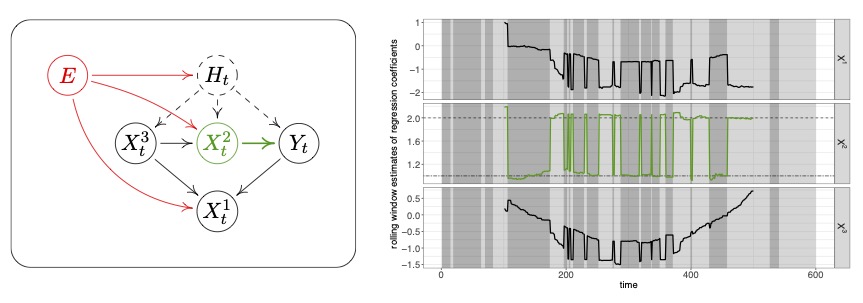 E
H_t
X_t^3
X_t^2
Y_t
X_t^1
rolling window estimates of regression coefficients
1
0
−1
−2
X^1
2.0
1.6
1.2
X^2
0.5
0.0
−0.5
−1.0
−1.5
X^3
0
200
400
600
time